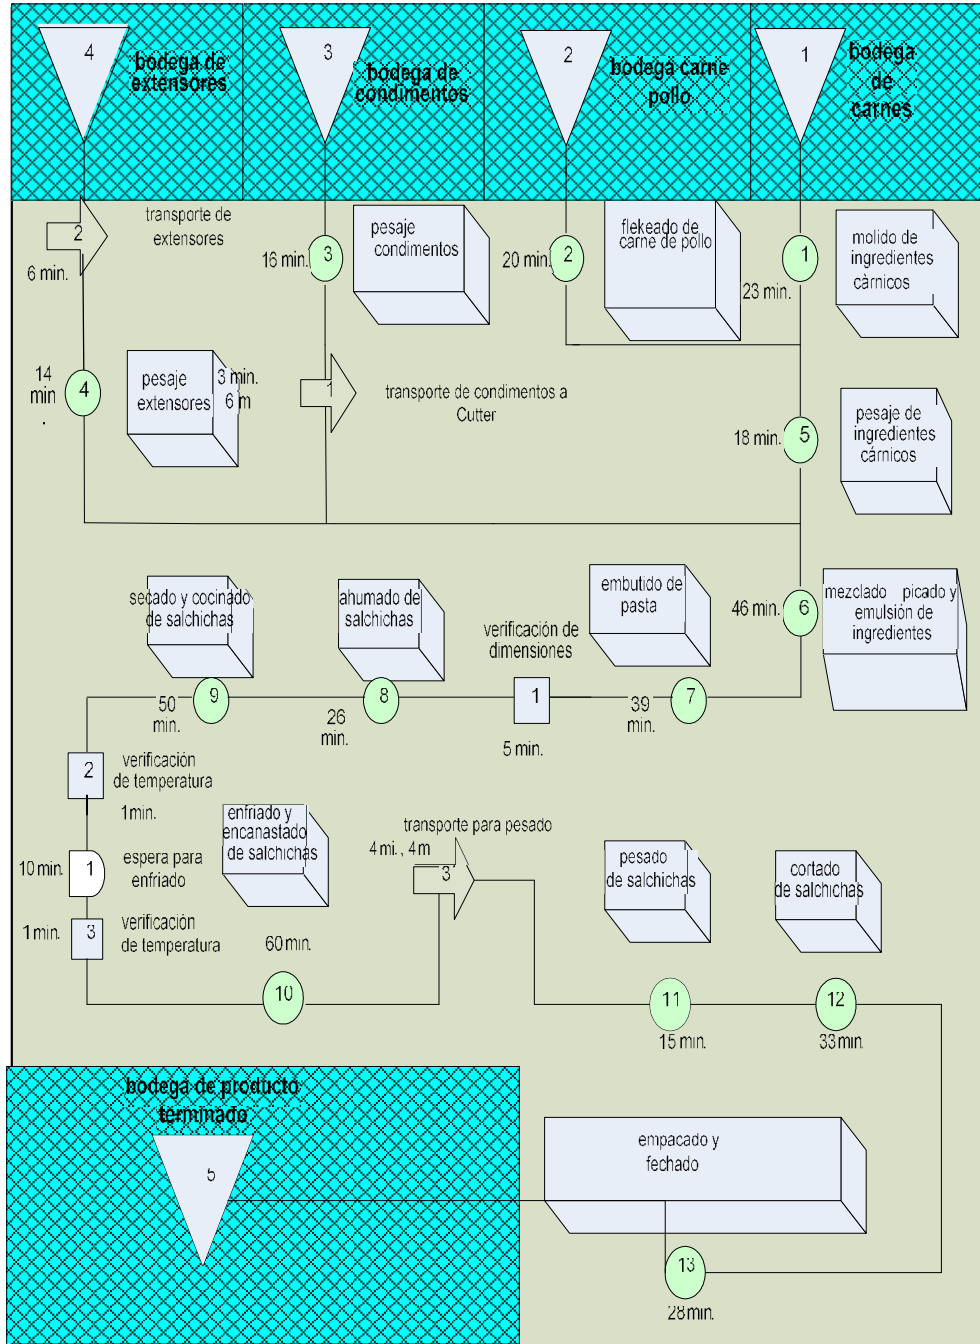 4
bodega de
extensores
3
bodega de
condimentos
2
bodega carne
pollo
1
bodega
de
carnes
2
transporte de
extensores
6 min.
16 min.
3
pesaje
condimentos
20 min.
2
flekeado de
carne de pollo
1
23 min.
molido de
ingredientes
càrnicos
14
min
.
4
pesaje
extensores
3 min.
6 m
1
transporte de condimentos a
Cutter
18 min.
5
pesaje de
ingredientes
cárnicos
secado y cocinado
de salchichas
ahumado de
salchichas
verificación de
dimensiones
embutido de
pasta
46 min.
6
mezclado picado y
emulsión de
ingredientes
50
min.
9
26
min.
8
1
5 min.
39
min.
7
2
verificación
de temperatura
1min.
10 min.
1
espera para
enfriado
1 min.
3
verificación
de temperatura
enfriado y
encanastado
de salchichas
60 min.
10
transporte para pesado
4 mi. , 4 m
3
pesado
de salchichas
cortado
de salchichas
11
15 min.
12
33 min.
bodega de producto
terminado
5
empacado y
fechado
13
28 min.